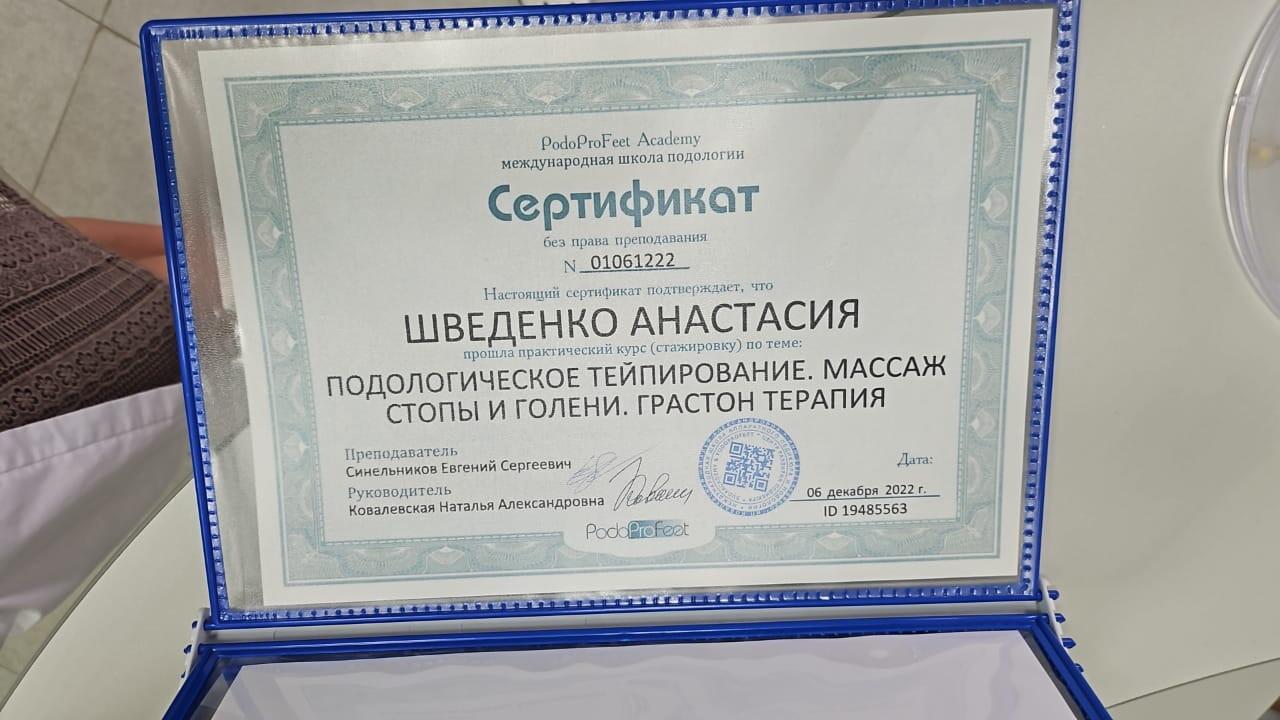 PodoProFeet Academy
международная школа подологии
Сертификат
без права преподавания
N 01061222
Настоящий сертификат подтверждает, что
ШВЕДЕНКО АНАСТАСИЯ
прошла практический курс (стажировку) по теме:
ПОДОЛОГИЧЕСКОЕ ТЕЙПИРОВАНИЕ. МАССАЖ
СТОПЫ И ГОЛЕНИ. ГРАСТОН ТЕРАПИЯ
Преподаватель
Синельников Евгений Сергеевич
Руководитель
Ковалевская Наталья Александровна
Дата:
06 декабря 2022 г.
ID 19485563
PodoProFeet